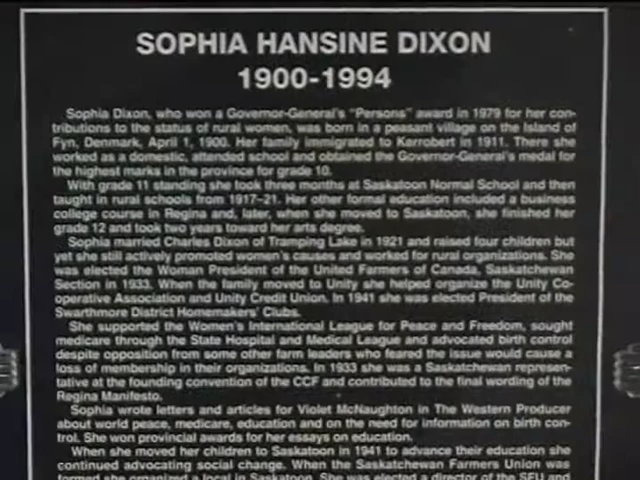 SOPHIA HANSINE DIXON
1900-1994
Sophia Dixon, who won a Governor-General's "Persons" award in 1979 for her con-
tributions to the status of rural women, was born in a peasant village on the Island of
Fyn, Denmark, April 1, 1900. Her family immigrated to Kerrobert in 1911. There she
worked as a domestic, attended school and obtained the Governor-General's medal for
the highest marks in the province for grade 10.
With grade 11 standing she took three months at Saskatoon Normal School and then
taught in rural schools from 1917-21. Her other formal education included a business
college course in Regina and, later, when she moved to Saskatoon, she finished her
grade 12 and took two years toward her arts degree.
Sophia married Charles Dixon of Tramping Lake in 1921 and raised four children but
yet she still actively promoted women's causes and worked for rural organizations. She
was elected the Woman President of the United Farmers of Canada, Saskatchewan
Section in 1933. When the family moved to Unity she helped organize the Unity Co-
operative Association and Unity Credit Union. In 1941 she was elected President of the
Swarthmore District Homemakers' Clubs.
She supported the Women's International League for Peace and Freedom, sought
medicare through the State Hospital and Medical League and advocated birth control
despite opposition from some other farm leaders who feared the issue would cause a
loss of membership in their organizations. In 1933 she was a Saskatchewan represen-
tative at the founding convention of the CCF and contributed to the final wording of the
Regina Manifesto.
Sophia wrote letters and articles for Violet McNaughton in The Western Producer
about world peace, medicare, education and on the need for information on birth con-
trol. She won provincial awards for her essays on education.
When she moved her children to Saskatoon in 1941 to advance their education she
continued advocating social change. When the Saskatchewan Farmers Union was
formed she organized a local in Saskatoon. She was elected a director of the SFU and